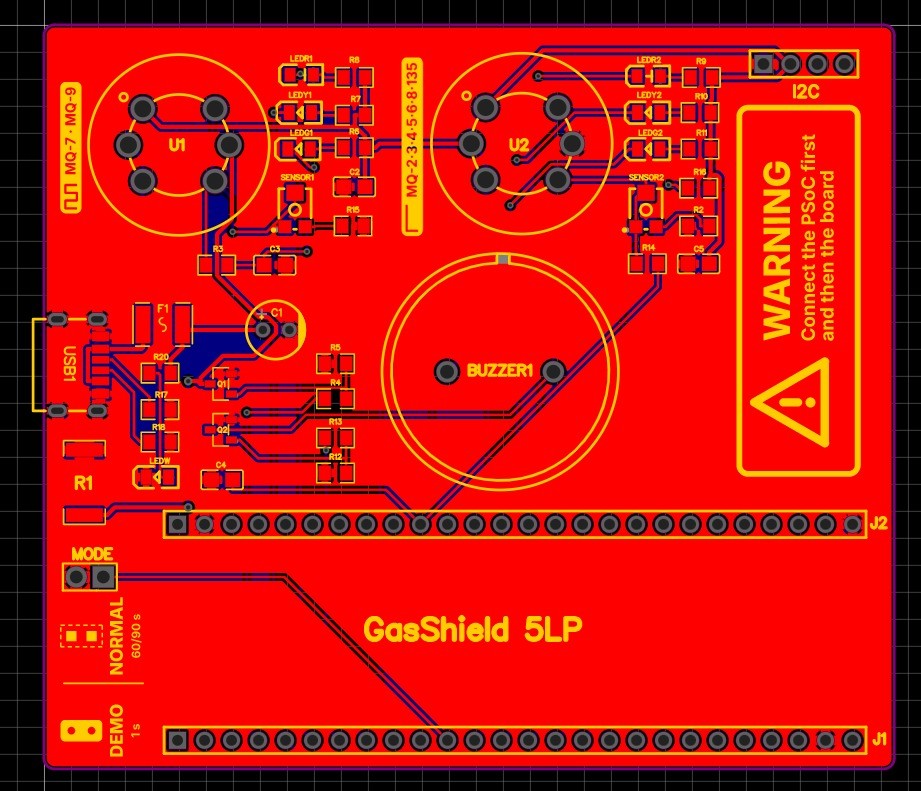 LEDR1
R8
LEDR2
R9
I2C
MQ-7 · MQ-9
LEDY1
R7
MQ-2·3·4·5·6·8·135
LEDY2
R10
U1
LEDG1
R6
U2
LEDG2
R11
SENSOR1
C2
SENSOR2
R16
R15
R2
R3
C3
R14
C5
WARNING
Connect the PSoC first
and then the board
F1
+
C1
USB1
R20
R5
BUZZER1
Q1
R4
R17
Q2
R18
R13
LEDW
C4
R12
R1
J2
MODE
NORMAL
60/90 s
GasShield 5LP
DEMO
1 s
J1